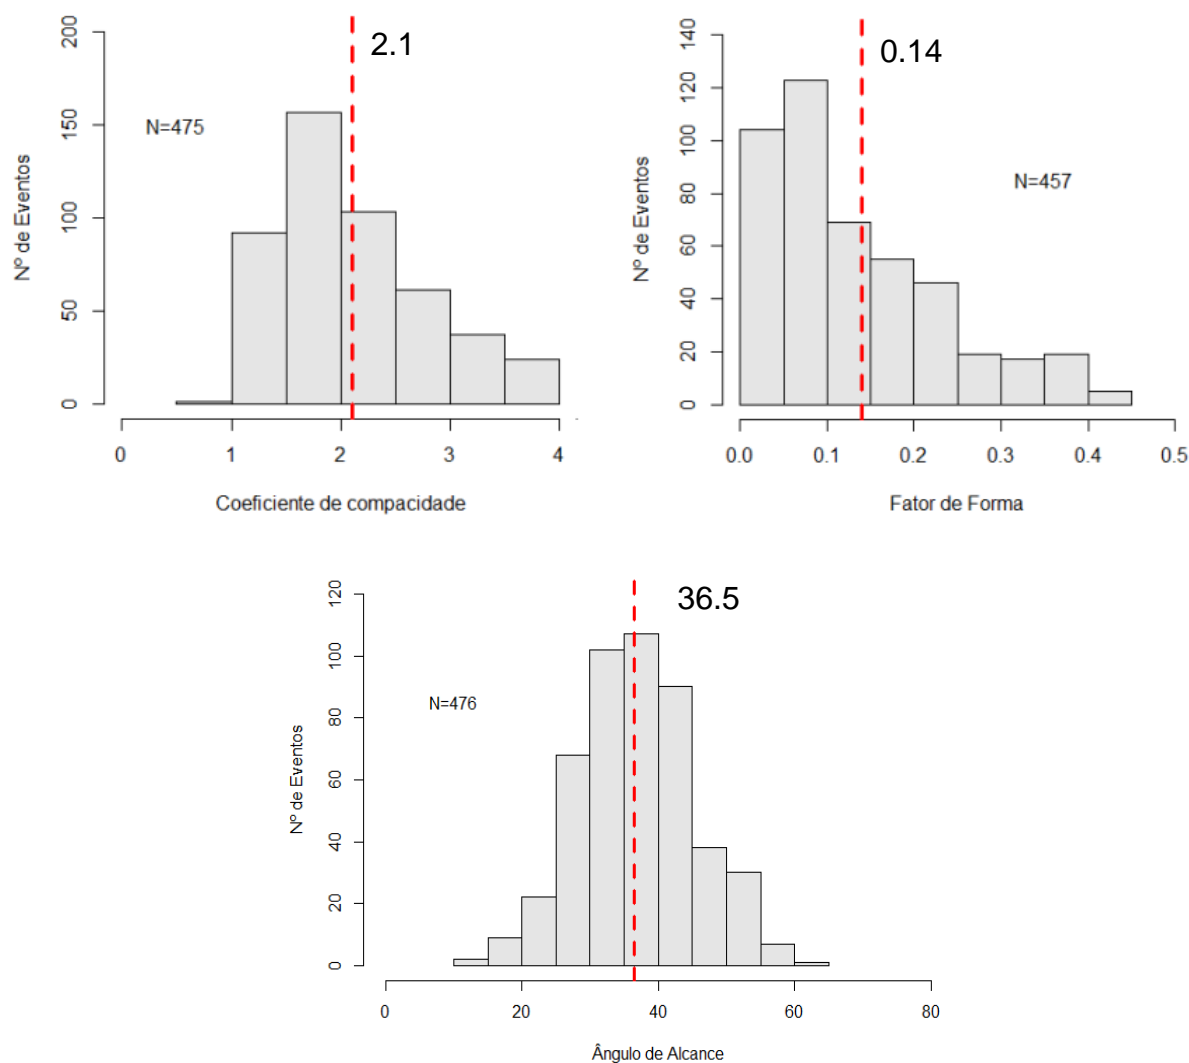 2.1
N=475
Nº de Eventos
0 50 100 150 200
0 1 2 3 4
Coeficiente de compacidade
0.14
N=457
Nº de Eventos
0 20 40 60 80 100 120 140
0.0 0.1 0.2 0.3 0.4 0.5
Fator de Forma
36.5
N=476
Nº de Eventos
0 20 40 60 80 100 120
0 20 40 60 80
Ângulo de Alcance